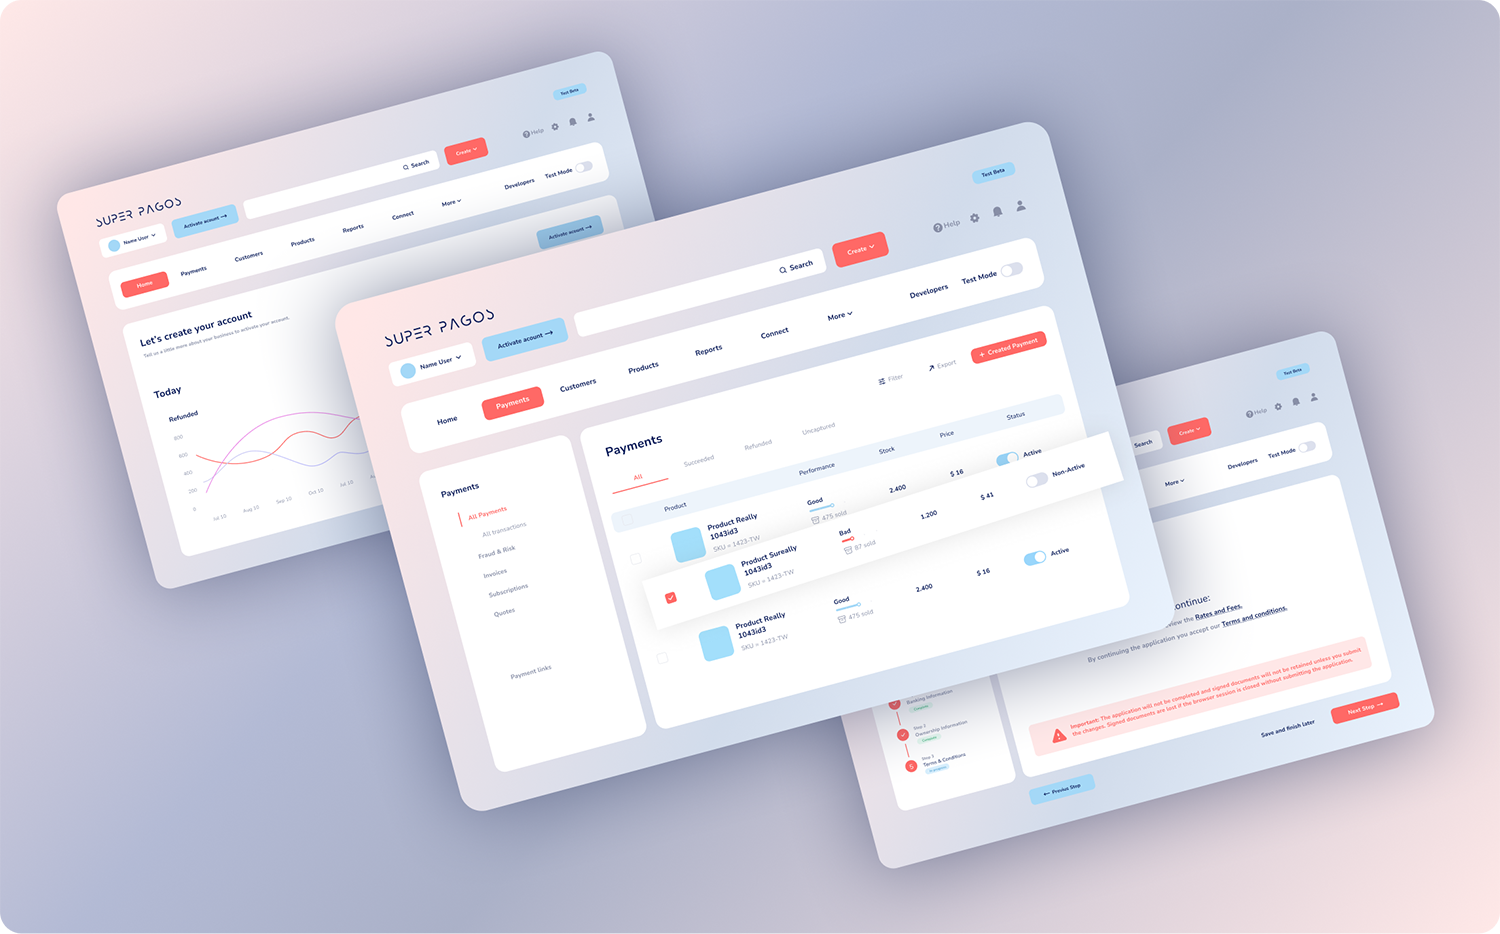 Test Beta
Help
SUPER PAGOS
Name User
Activate acount →
Search
Create
Home
Payments
Customers
Products
Reports
Connect
More
Developers
Test Mode
Activate acount →
Let's create your account
Tell us a little more about your business to activate your account.
Today
Refunded
800
600
400
200
0
Jul 10
Aug 10
Sep 10
Oct 10
Jul 10
Test Beta
Help
SUPER PAGOS
Name User
Activate acount →
Search
Create
Home
Payments
Customers
Products
Reports
Connect
More
Developers
Test Mode
Payments
All Payments
All transactions
Fraud & Risk
Invoices
Subscriptions
Quotes
Payment links
Payments
Filter
Export
+ Created Payment
All
Succeeded
Refunded
Uncaptured
Product
Performance
Stock
Price
Status
Product Really
1043id3
SKU = 1423-TW
Good
475 sold
2.400
$ 16
Active
Product Sureally
1043id3
SKU = 1423-TW
Bad
87 sold
1.200
$ 41
Non-Active
Product Really
1043id3
SKU = 1423-TW
Good
475 sold
2.400
$ 16
Active
Test Beta
Help
Search
Create
More
Developers
Test Mode
ontinue:
view the Rates and Fees.
By continuing the application you accept our Terms and conditions.
Important: The application will not be completed and signed documents will not be retained unless you submit
the changes. Signed documents are lost if the browser session is closed without submitting the application.
Banking Information
Complete
Step 2
Ownership Information
Complete
Terms & Conditions
Save and finish later
Next Step →
← Previus Step